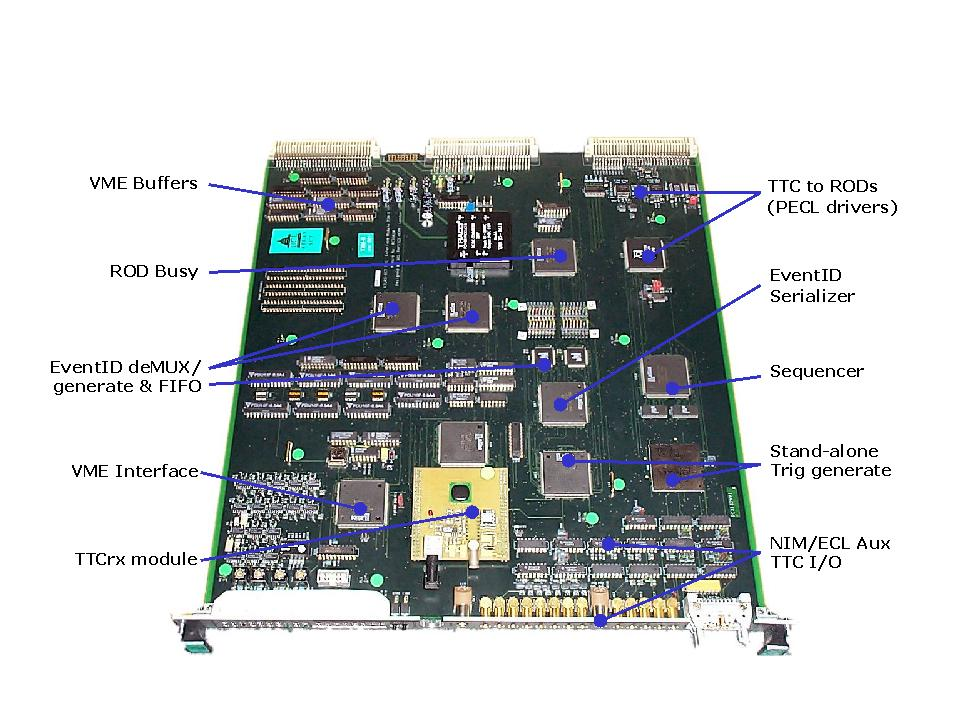 VME Buffers
ROD Busy
EventID deMUX/
generate & FIFO
VME Interface
TTCrx module
TTC to RODs
(PECL drivers)
EventID
Serializer
Sequencer
Stand-alone
Trig generate
NIM/ECL Aux
TTC I/O